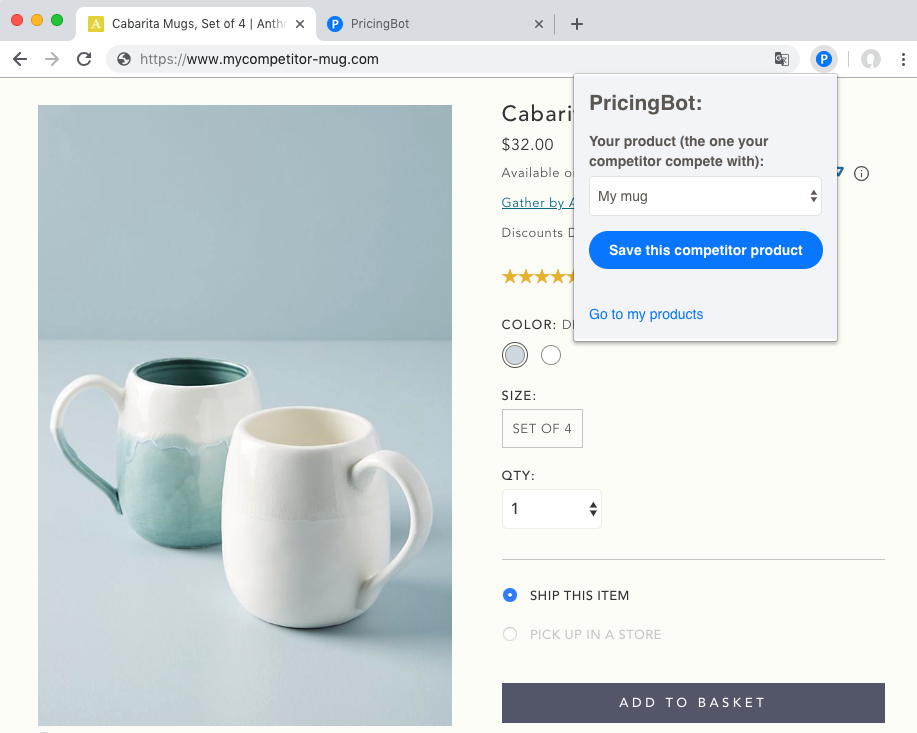 A Cabarita Mugs, Set of 4 | Anthr
P PricingBot
https://www.mycompetitor-mug.com
P
Cabarit
$32.00
Available o
Gather by A
Discounts D
COLOR:
SIZE:
SET OF 4
QTY:
1
SHIP THIS ITEM
PICK UP IN A STORE
ADD TO BASKET
PricingBot:
Your product (the one your
competitor compete with):
My mug
Save this competitor product
Go to my products